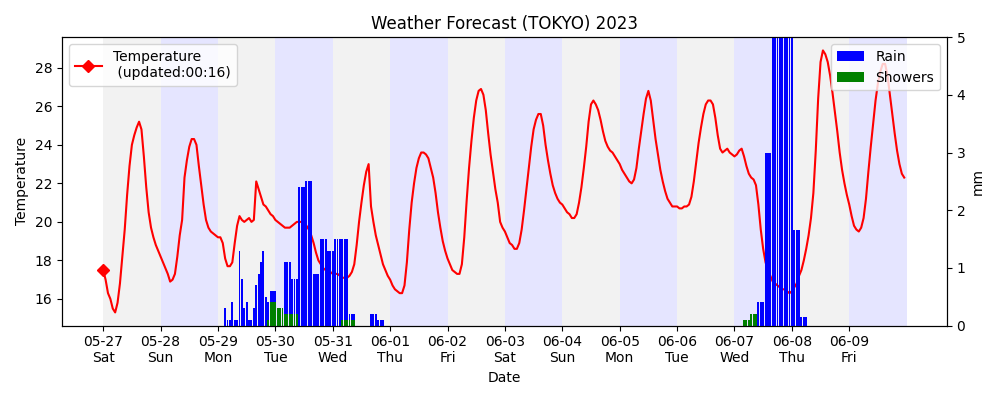 Weather Forecast (TOKYO) 2023
Temperature
(updated:00:16)
Rain
Showers
Temperature
28
26
24
22
20
18
16
5
4
3
2
1
0
mm
05-27 05-28 05-29 05-30 05-31 06-01 06-02 06-03 06-04 06-05 06-06 06-07 06-08 06-09
Sat Sun Mon Tue Wed Thu Fri Sat Sun Mon Tue Wed Thu Fri
Date